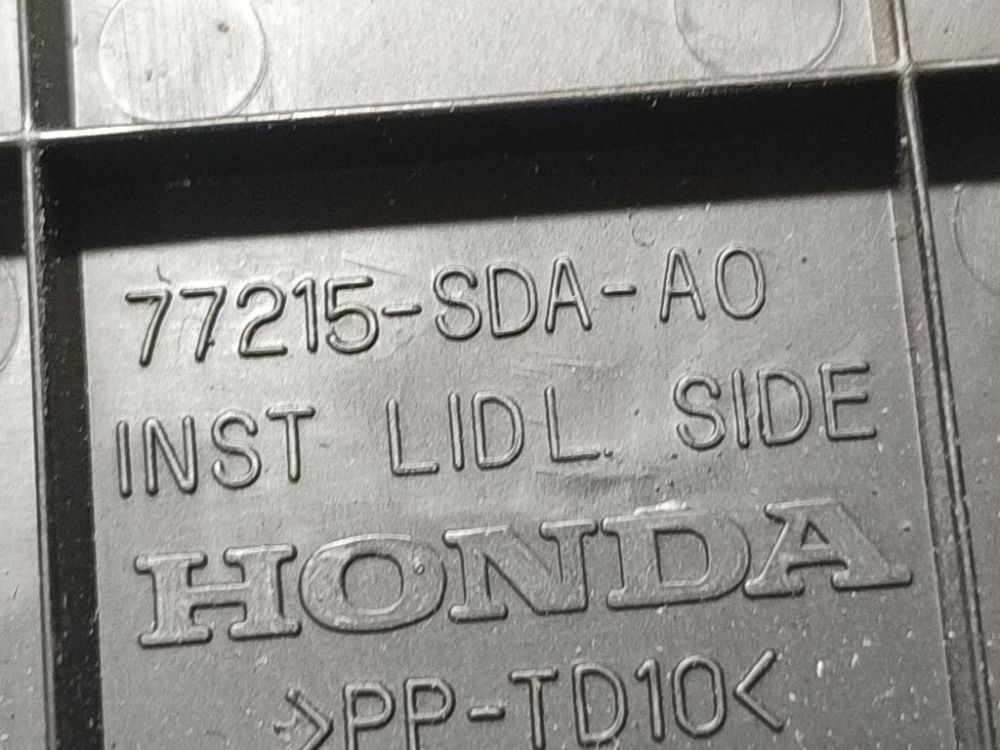 77215-SDA-A0
INST LIDL. SIDE
HONDA
>PP-TD10<